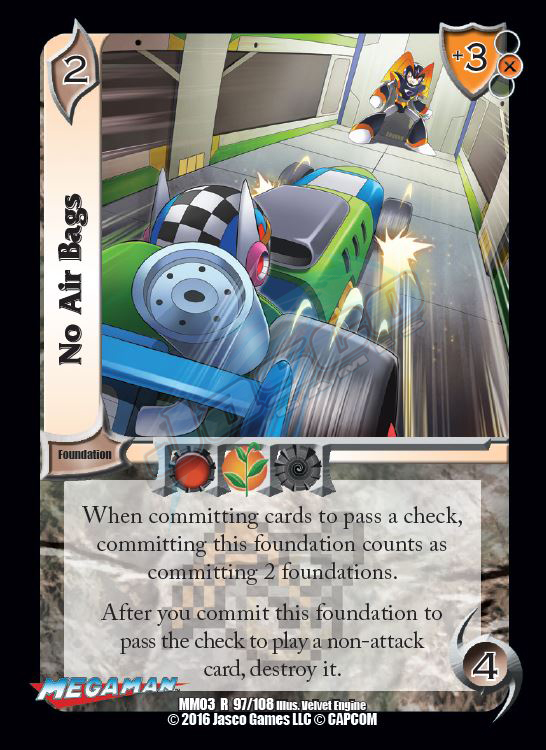 2
+3
No Air Bags
Foundation
When committing cards to pass a check,
committing this foundation counts as
committing 2 foundations.
After you commit this foundation to
pass the check to play a non-attack
card, destroy it.
4
MEGAMAN™
MM03 R 97/108 Illus. Velvet Engine
© 2016 Jasco Games LLC © CAPCOM